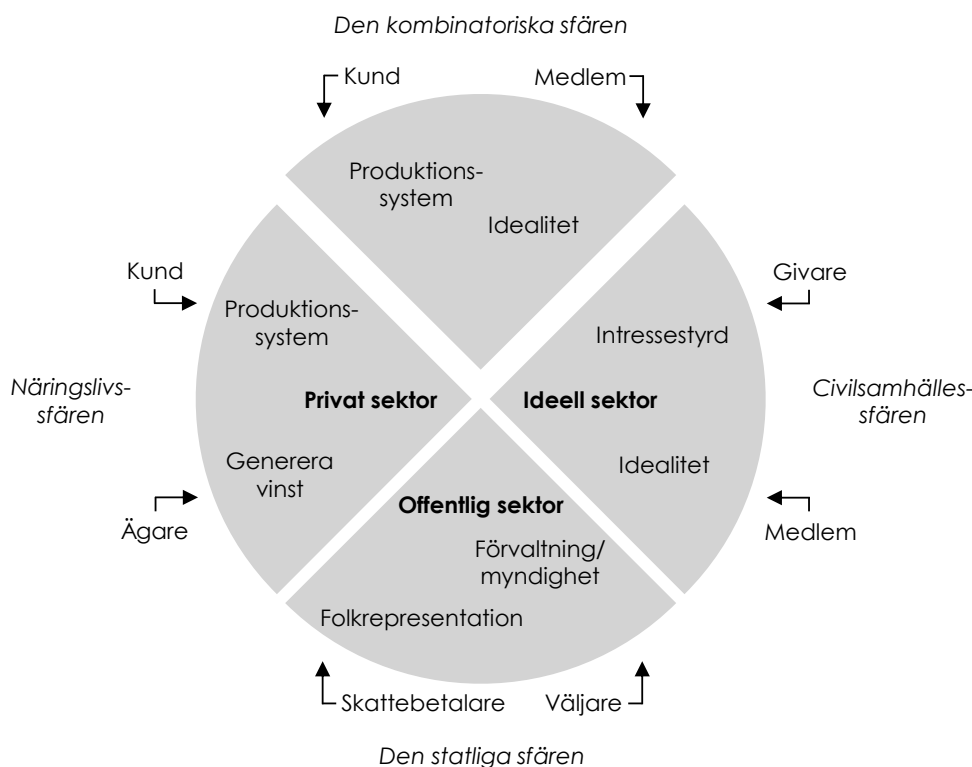 Den kombinatoriska sfären
Kund
Medlem
Produktions-
system
Idealitet
Kund
Givare
Produktions-
system
Intressestyrd
Näringslivs-
sfären
Privat sektor
Ideell sektor
Civilsamhälles-
sfären
Generera
vinst
Idealitet
Offentlig sektor
Ägare
Medlem
Förvaltning/
myndighet
Folkrepresentation
Skattebetalare
Väljare
Den statliga sfären